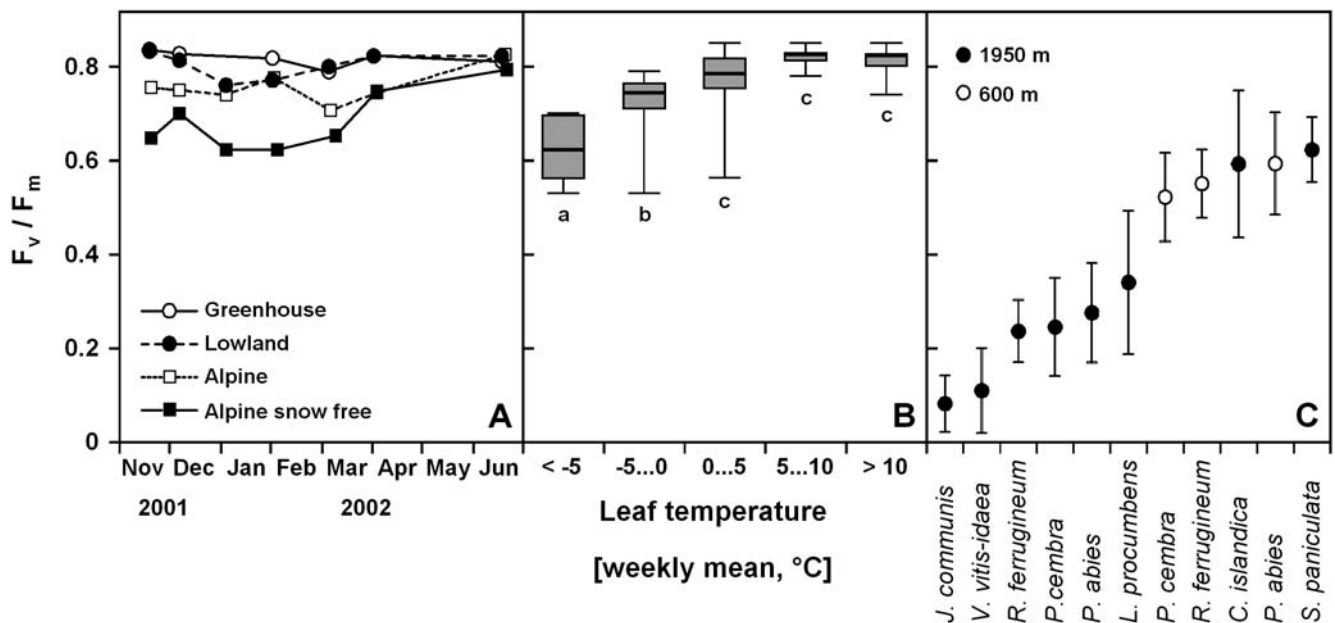 F_v / F_m
0.8
0.6
0.4
0.2
0
Greenhouse
Lowland
Alpine
Alpine snow free
A
Nov Dec Jan Feb Mar Apr May Jun
2001 2002
a
b
c
c
c
B
< -5 -5...0 0...5 5...10 > 10
Leaf temperature
[weekly mean, °C]
1950 m
600 m
C
J. communis
V. vitis-idaea
R. ferrugineum
P.cembra
P. abies
L. procumbens
P. cembra
R. ferrugineum
C. islandica
P. abies
S. paniculata